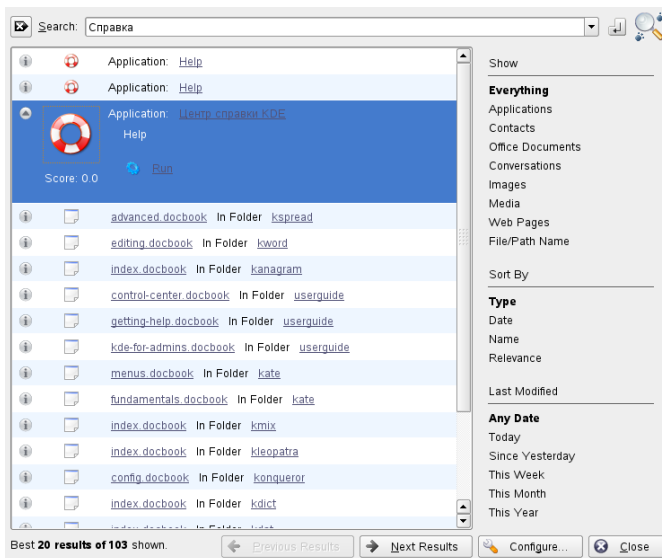 Search: Справка
Application: Help
Application: Help
Application: Центр справки KDE
Help
Run
Score: 0.0
advanced.docbook In Folder kspread
editing.docbook In Folder kword
index.docbook In Folder kanagram
control-center.docbook In Folder userguide
getting-help.docbook In Folder userguide
kde-for-admins.docbook In Folder userguide
menus.docbook In Folder kate
fundamentals.docbook In Folder kate
index.docbook In Folder kmix
index.docbook In Folder kleopatra
config.docbook In Folder konqueror
index.docbook In Folder kdict
Show
Everything
Applications
Contacts
Office Documents
Conversations
Images
Media
Web Pages
File/Path Name
Sort By
Type
Date
Name
Relevance
Last Modified
Any Date
Today
Since Yesterday
This Week
This Month
This Year
Best 20 results of 103 shown.
Previous Results
Next Results
Configure...
Close